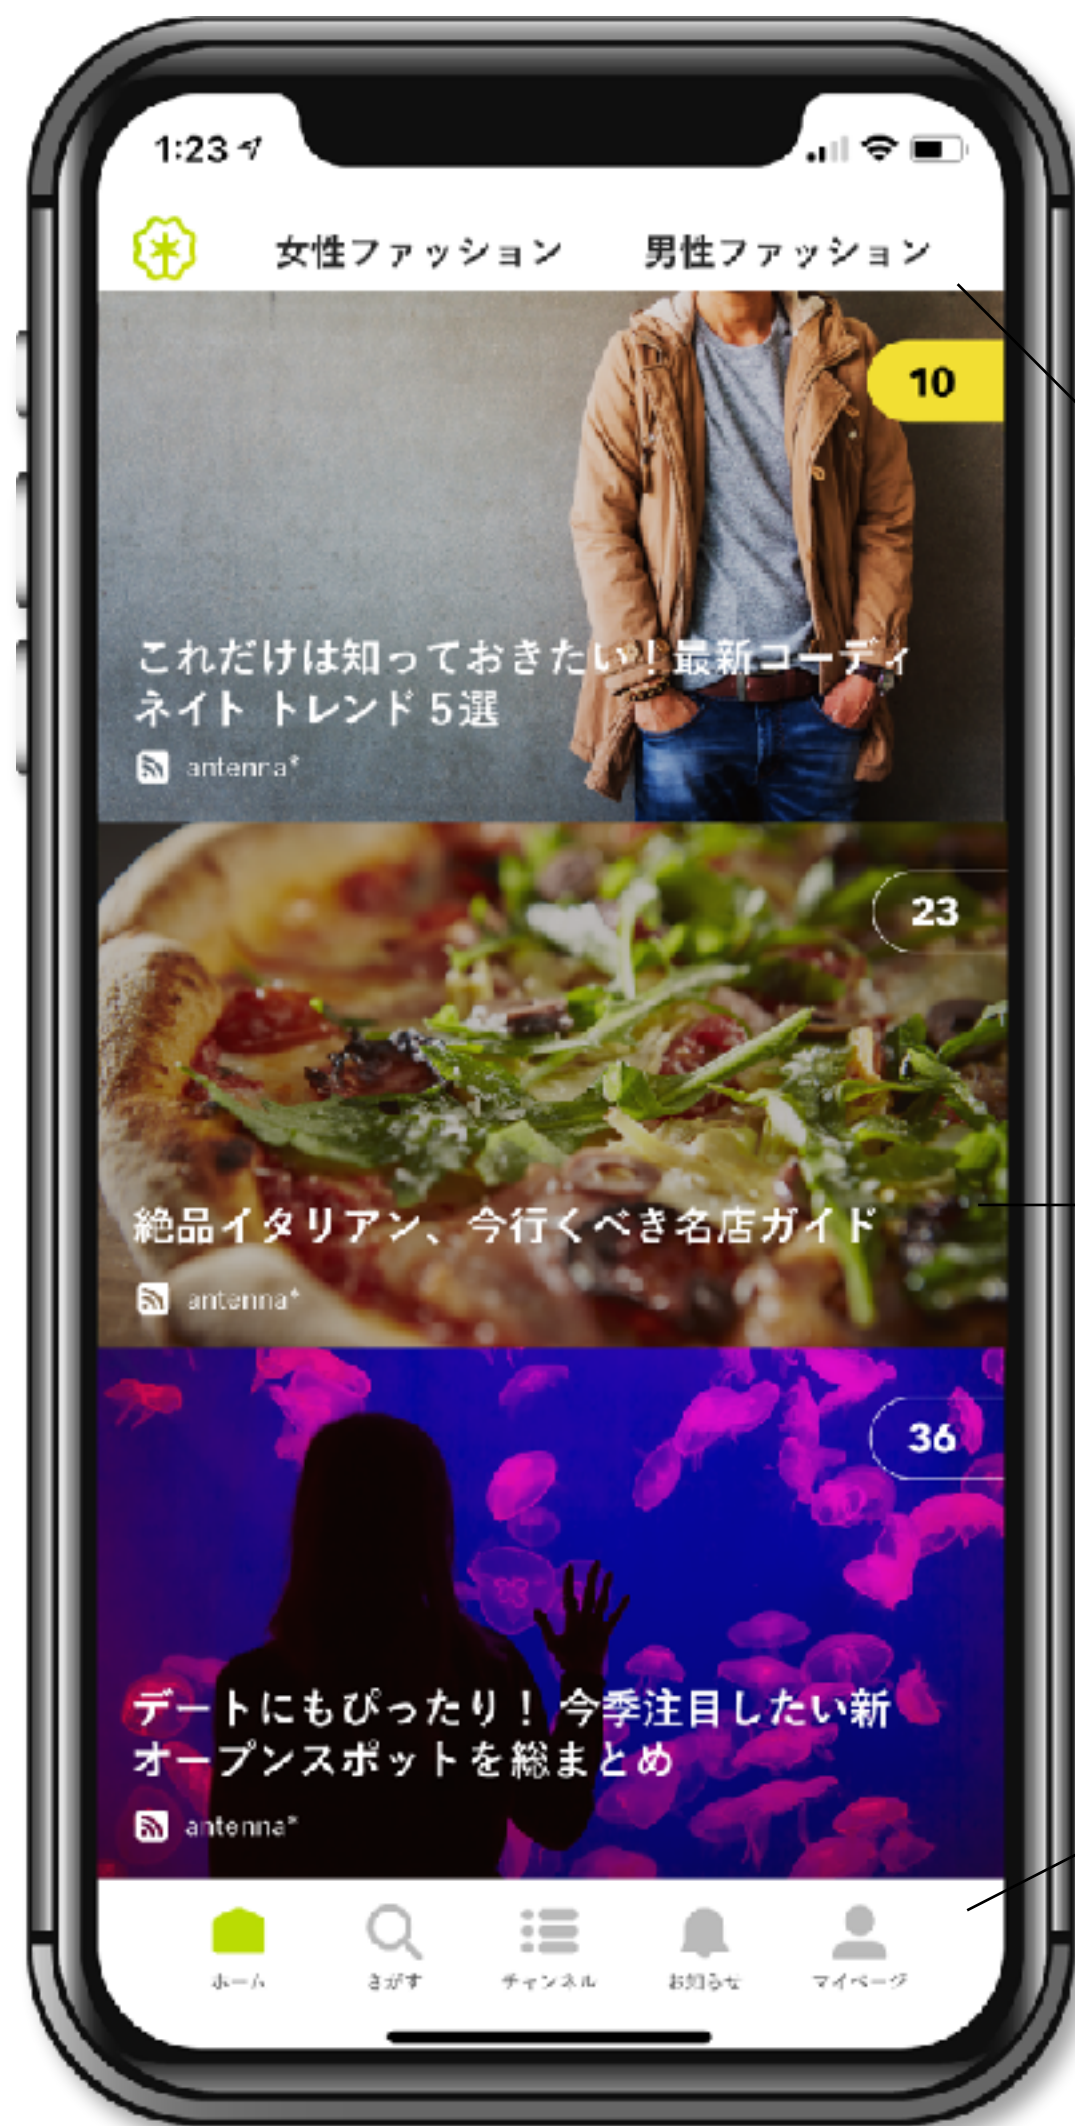 1:23
女性ファッション 男性ファッション
10
これだけは知っておきたい！最新コーディ
ネイト トレンド 5選
antenna*
23
絶品イタリアン、今行くべき名店ガイド
antenna*
36
デートにもぴったり！ 今季注目したい新
オープンスポットを総まとめ
antenna*
ホーム さがす チャンネル お知らせ マイページ